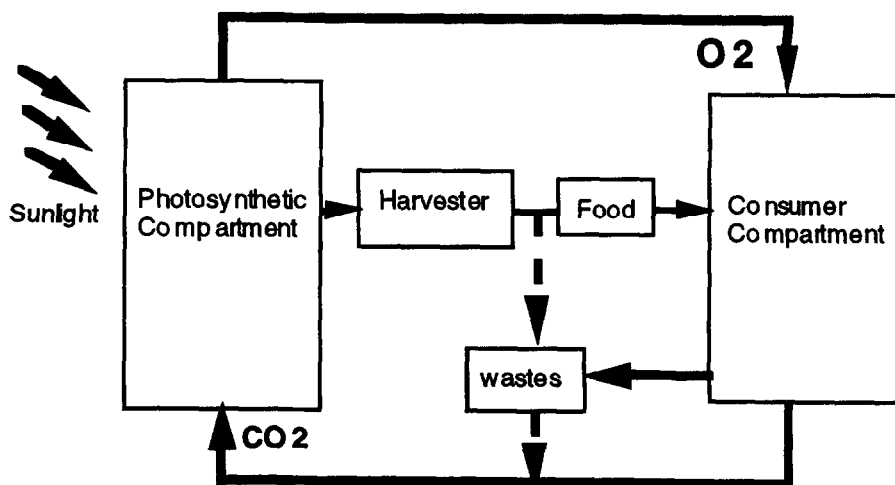 O2
Sunlight
Photosynthetic
Compartment
Harvester
Food
Consumer
Compartment
wastes
CO2